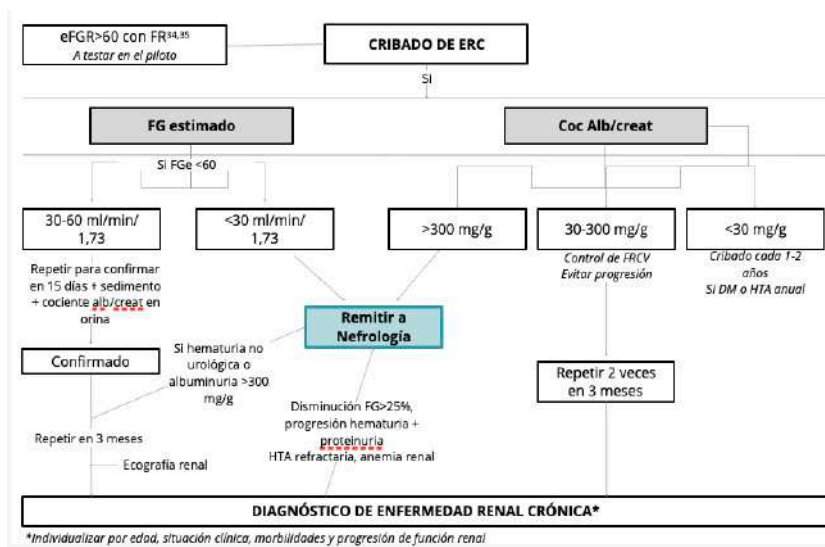 eFGR>60 con FR34,35
A testar en el piloto
CRIBADO DE ERC
Si
FG estimado
Coc Alb/creat
Si FGe <60
30-60 ml/min/
1,73
<30 ml/min/
1,73
>300 mg/g
30-300 mg/g
<30 mg/g
Repetir para confirmar
en 15 días + sedimento
+ cociente alb/creat en
orina
Control de FRCV
Evitar progresión
Cribado cada 1-2
años
Si DM o HTA anual
Remitir a
Nefrología
Confirmado
Si hematuria no
urológica o
albuminuria >300
mg/g
Repetir 2 veces
en 3 meses
Disminución FG>25%,
progresión hematuria +
proteinuria
HTA refractaria, anemia renal
Repetir en 3 meses
Ecografía renal
DIAGNÓSTICO DE ENFERMEDAD RENAL CRÓNICA*
*Individualizar por edad, situación clínica, morbilidades y progresión de función renal